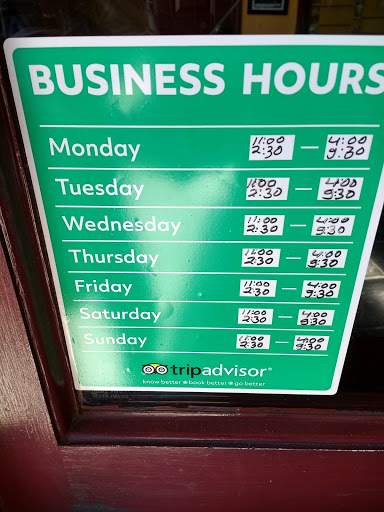 BUSINESS HOURS
Monday 11:00 2:30 — 4:00 9:30
Tuesday 11:00 2:30 — 4:00 9:30
Wednesday 11:00 2:30 — 4:00 9:30
Thursday 11:00 2:30 — 4:00 9:30
Friday 11:00 2:30 — 4:00 9:30
Saturday 11:00 2:30 — 4:00 9:30
Sunday 11:00 2:30 — 4:00 9:30
tripadvisor®
know better book better go better